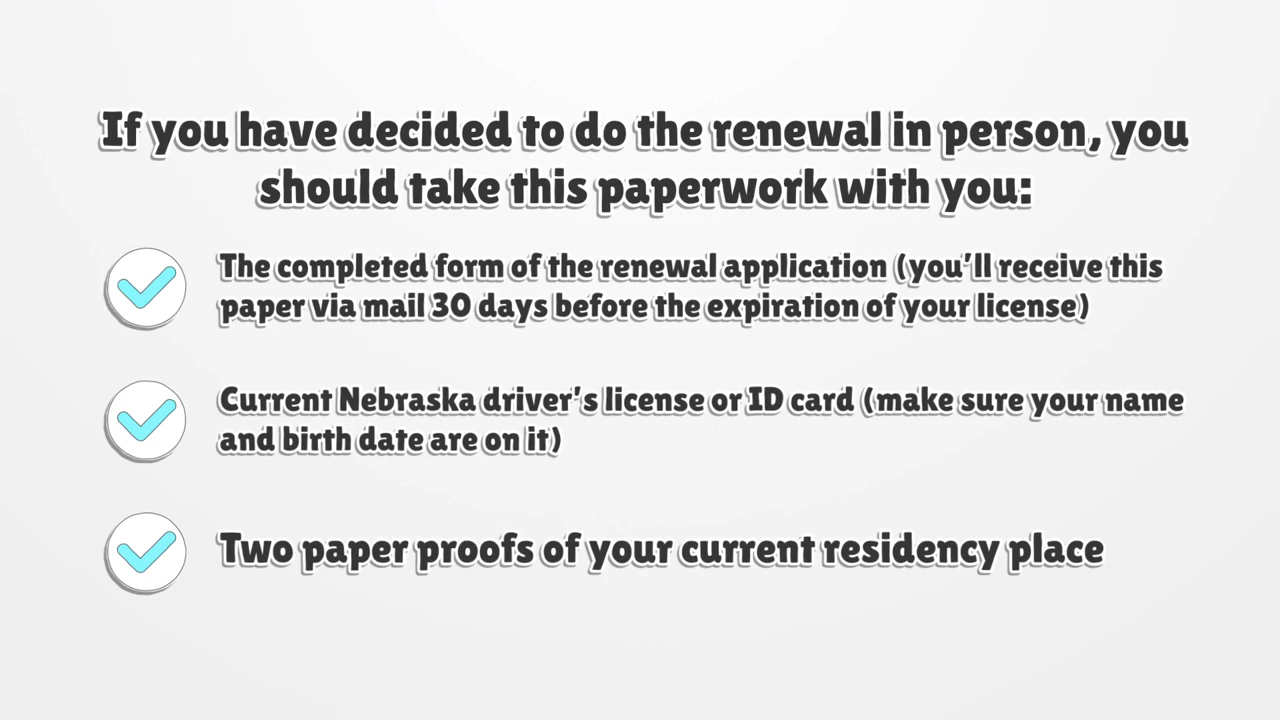 If you have decided to do the renewal in person, you
should take this paperwork with you:
The completed form of the renewal application (you'll receive this
paper via mail 30 days before the expiration of your license)
Current Nebraska driver's license or ID card (make sure your name
and birth date are on it)
Two paper proofs of your current residency place